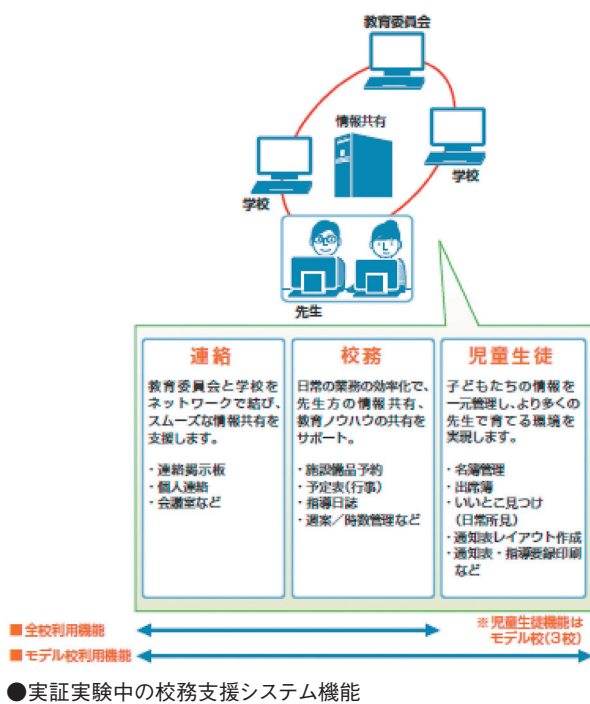 教育委員会
情報共有
学校
学校
先生
連絡
教育委員会と学校を
ネットワークで結び、
スムーズな情報共有を
支援します。
・連絡掲示板
・個人連絡
・会議室など
校務
日常の業務の効率化で、
先生方の情報共有、
教育ノウハウの共有を
サポート。
・施設備品予約
・予定表(行事)
・指導日誌
・週案／時数管理など
児童生徒
子どもたちの情報を
一元管理し、より多くの
先生で育てる環境を
実現します。
・名簿管理
・出席簿
・いいとこ見つけ
（日常所見）
・通知表レイアウト作成
・通知表・指導要録印刷
など
■全校利用機能
※児童生徒機能は
モデル校(3校)
■モデル校利用機能
●実証実験中の校務支援システム機能